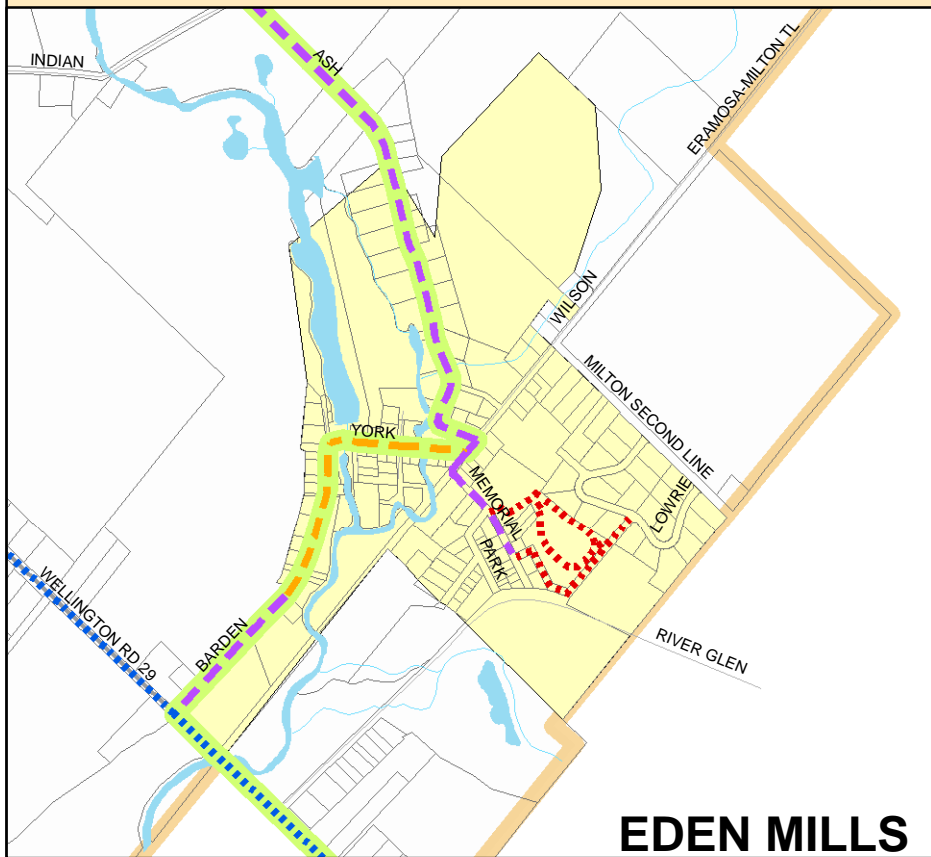 INDIAN
ASH
ERAMOSA-MILTON TL
WILSON
MILTON SECOND LINE
YORK
MEMORIAL
LOWRIE
PARK
WELLINGTON RD 29
BARDEN
RIVER GLEN
EDEN MILLS